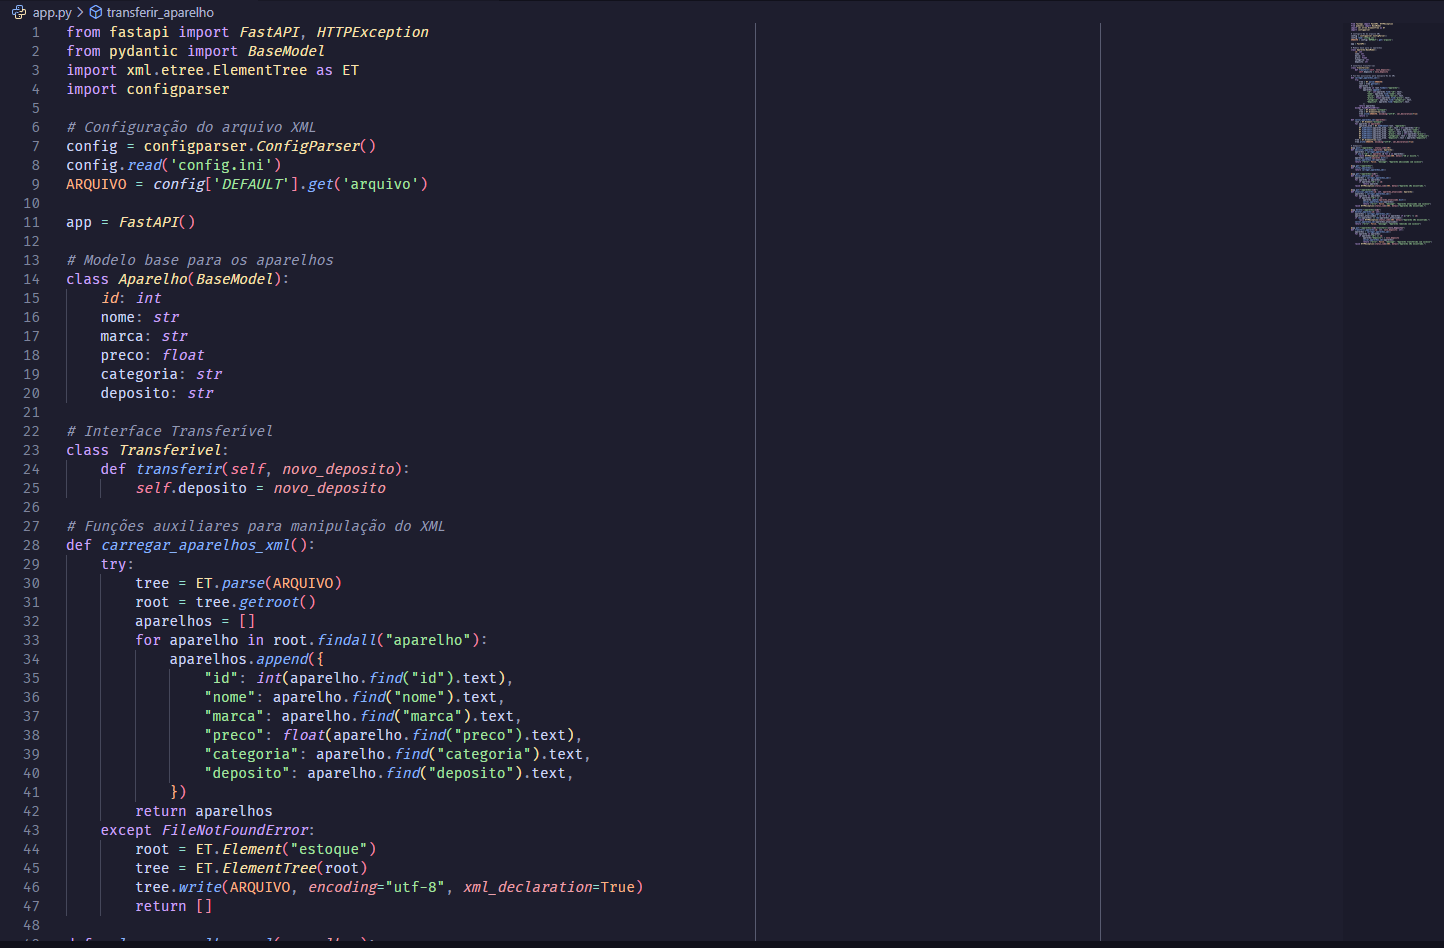 app.py > transferir_aparelho
1 from fastapi import FastAPI, HTTPException
2 from pydantic import BaseModel
3 import xml.etree.ElementTree as ET
4 import configparser
5
6 # Configuração do arquivo XML
7 config = configparser.ConfigParser()
8 config.read('config.ini')
9 ARQUIVO = config['DEFAULT'].get('arquivo')
10
11 app = FastAPI()
12
13 # Modelo base para os aparelhos
14 class Aparelho(BaseModel):
15     id: int
16     nome: str
17     marca: str
18     preco: float
19     categoria: str
20     deposito: str
21
22 # Interface Transferível
23 class Transferivel:
24     def transferir(self, novo_deposito):
25         self.deposito = novo_deposito
26
27 # Funções auxiliares para manipulação do XML
28 def carregar_aparelhos_xml():
29     try:
30         tree = ET.parse(ARQUIVO)
31         root = tree.getroot()
32         aparelhos = []
33         for aparelho in root.findall("aparelho"):
34             aparelhos.append({
35                 "id": int(aparelho.find("id").text),
36                 "nome": aparelho.find("nome").text,
37                 "marca": aparelho.find("marca").text,
38                 "preco": float(aparelho.find("preco").text),
39                 "categoria": aparelho.find("categoria").text,
40                 "deposito": aparelho.find("deposito").text,
41             })
42         return aparelhos
43     except FileNotFoundError:
44         root = ET.Element("estoque")
45         tree = ET.ElementTree(root)
46         tree.write(ARQUIVO, encoding="utf-8", xml_declaration=True)
47         return []
48